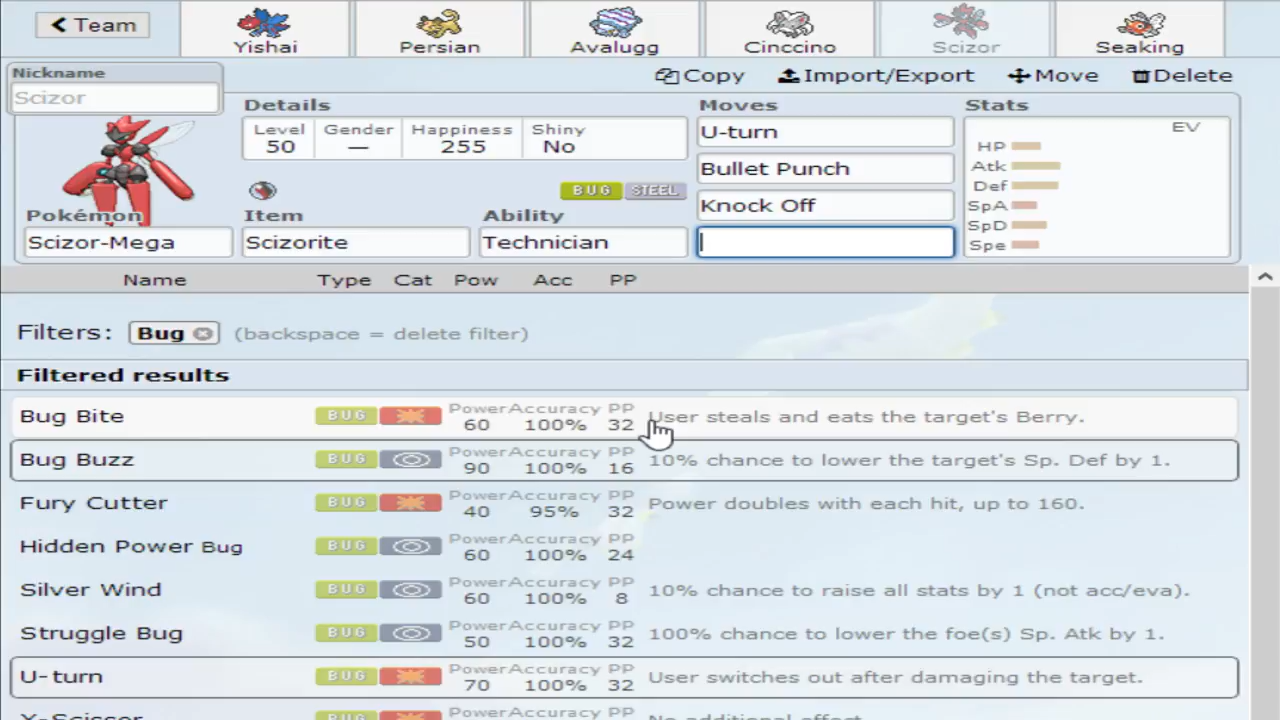 Team
Yishai
Persian
Avalugg
Cinccino
Scizor
Seaking
Nickname
Scizor
Copy
Import/Export
Move
Delete
Details
Level
50
Gender
—
Happiness
255
Shiny
No
BUG STEEL
Pokémon
Scizor-Mega
Item
Scizorite
Ability
Technician
Moves
U-turn
Bullet Punch
Knock Off
Stats
EV
HP
Atk
Def
SpA
SpD
Spe
Name Type Cat Pow Acc PP
Filters: Bug (backspace = delete filter)
Filtered results
Bug Bite BUG Power 60 Accuracy 100% PP 32 User steals and eats the target's Berry.
Bug Buzz BUG Power 90 Accuracy 100% PP 16 10% chance to lower the target's Sp. Def by 1.
Fury Cutter BUG Power 40 Accuracy 95% PP 32 Power doubles with each hit, up to 160.
Hidden Power Bug BUG Power 60 Accuracy 100% PP 24
Silver Wind BUG Power 60 Accuracy 100% PP 8 10% chance to raise all stats by 1 (not acc/eva).
Struggle Bug BUG Power 50 Accuracy 100% PP 32 100% chance to lower the foe(s) Sp. Atk by 1.
U-turn BUG Power 70 Accuracy 100% PP 32 User switches out after damaging the target.
X-Scissor BUG Power Accuracy PP No additional effect.